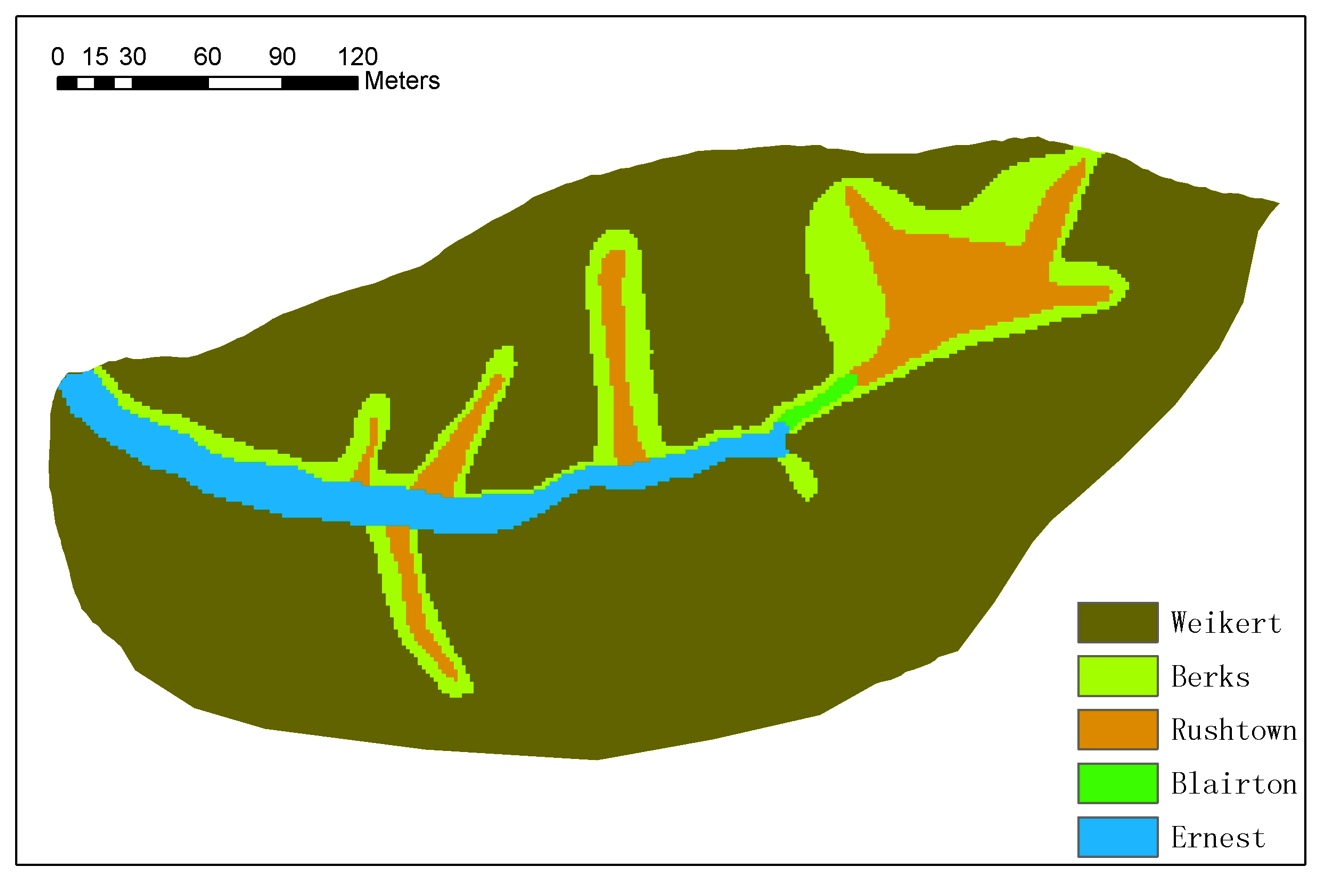 0 15 30 60 90 120
Meters
Weikert
Berks
Rushtown
Blairton
Ernest